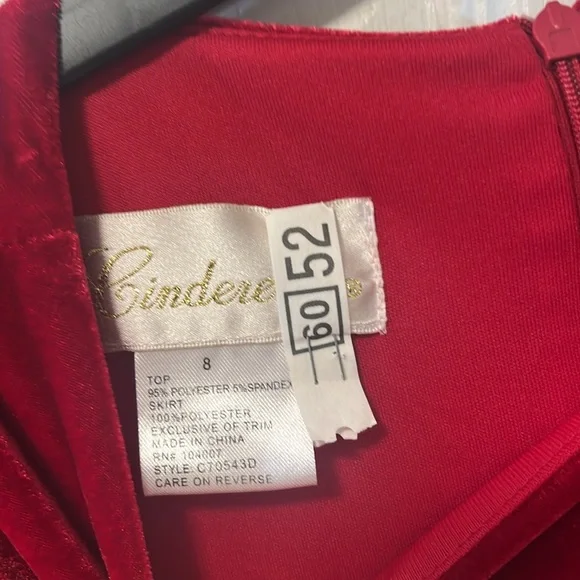 Cindere
®
52
60
8
TOP
95% POLYESTER 5%SPANDEX
SKIRT
100%POLYESTER
EXCLUSIVE OF TRIM
MADE IN CHINA
RN# 104007
STYLE: C70543D
CARE ON REVERSE